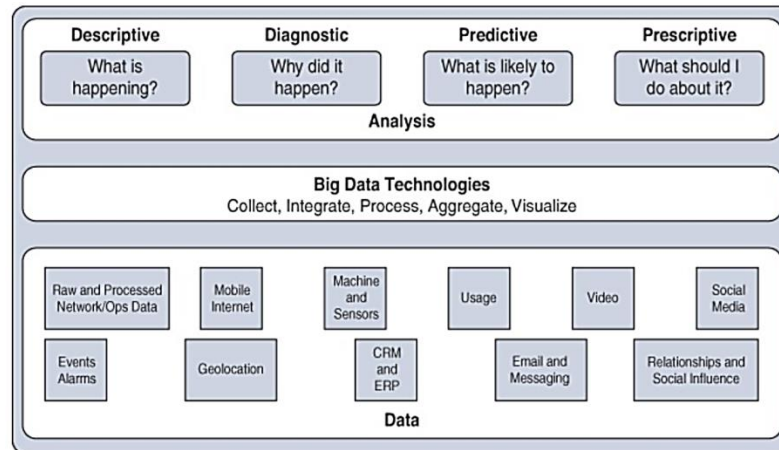 Descriptive
Diagnostic
Predictive
Prescriptive
What is
happening?
Why did it
happen?
What is likely to
happen?
What should I
do about it?
Analysis
Big Data Technologies
Collect, Integrate, Process, Aggregate, Visualize
Raw and Processed
Network/Ops Data
Mobile
Internet
Machine
and
Sensors
Usage
Video
Social
Media
Events
Alarms
Geolocation
CRM
and
ERP
Email and
Messaging
Relationships and
Social Influence
Data